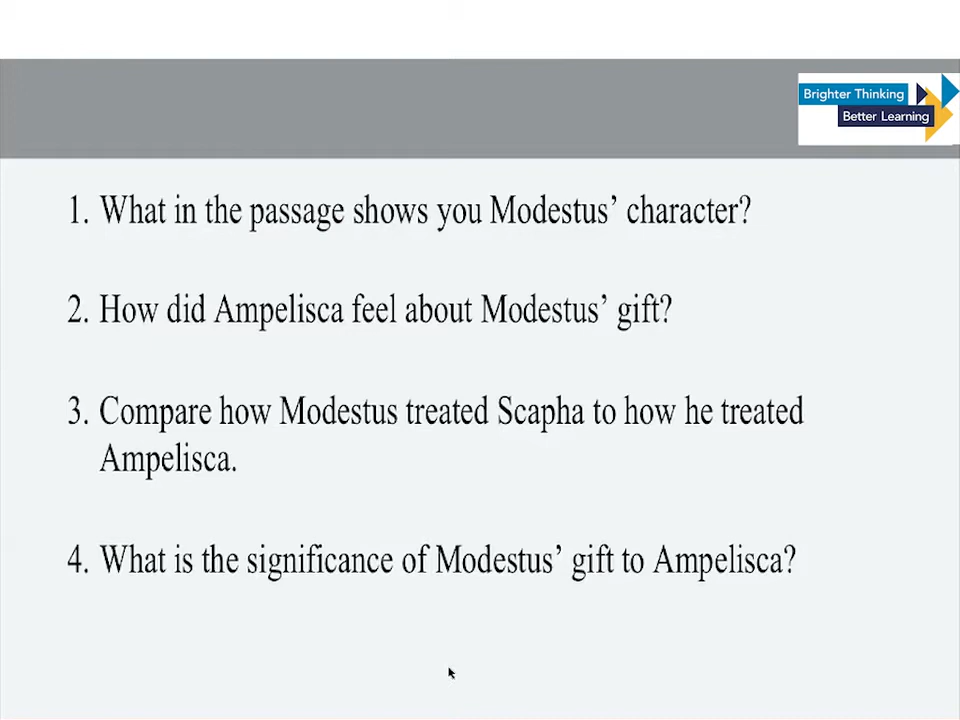 Brighter Thinking
Better Learning
1. What in the passage shows you Modestus’ character?
2. How did Ampelisca feel about Modestus’ gift?
3. Compare how Modestus treated Scapha to how he treated
Ampelisca.
4. What is the significance of Modestus’ gift to Ampelisca?